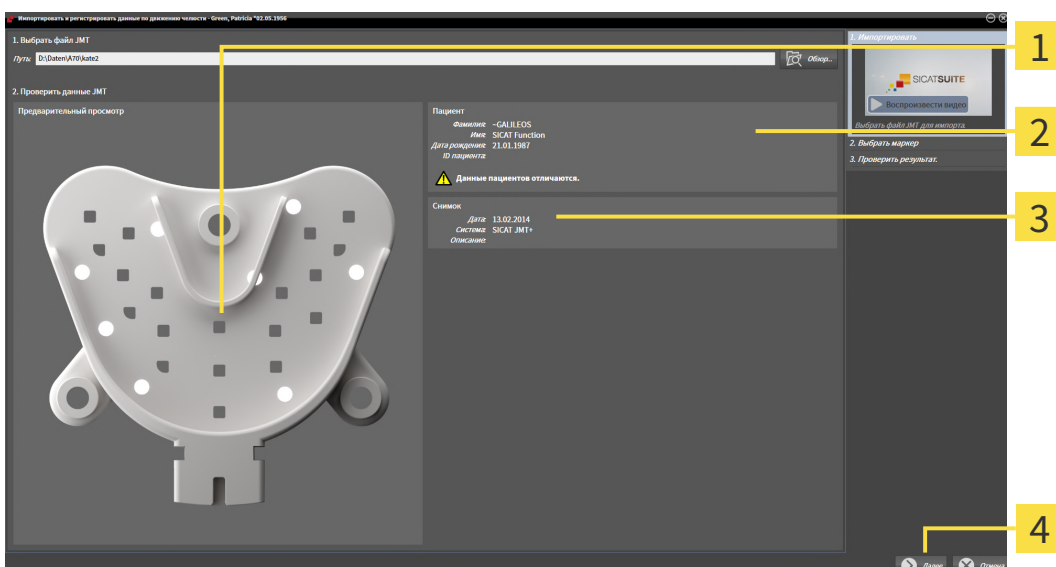 Импортировать и регистрировать данные по движению челюсти - Green, Patricia *02.05.1956
1. Выбрать файл JMT
Путь: D:\Daten\A70\kate2
Обзор..
2. Проверить данные JMT
Предварительный просмотр
Пациент
Фамилия: ~GALILEOS
Имя: SICAT Function
Дата рождения: 21.01.1987
ID пациента:
Данные пациентов отличаются.
Снимок
Дата: 13.02.2014
Система: SICAT JMT+
Описание:
1. Импортировать
SICATSUITE
Воспроизвести видео
Выбрать файл JMT для импорта.
2. Выбрать маркер
3. Проверить результат.
Далее
Отмена
1
2
3
4